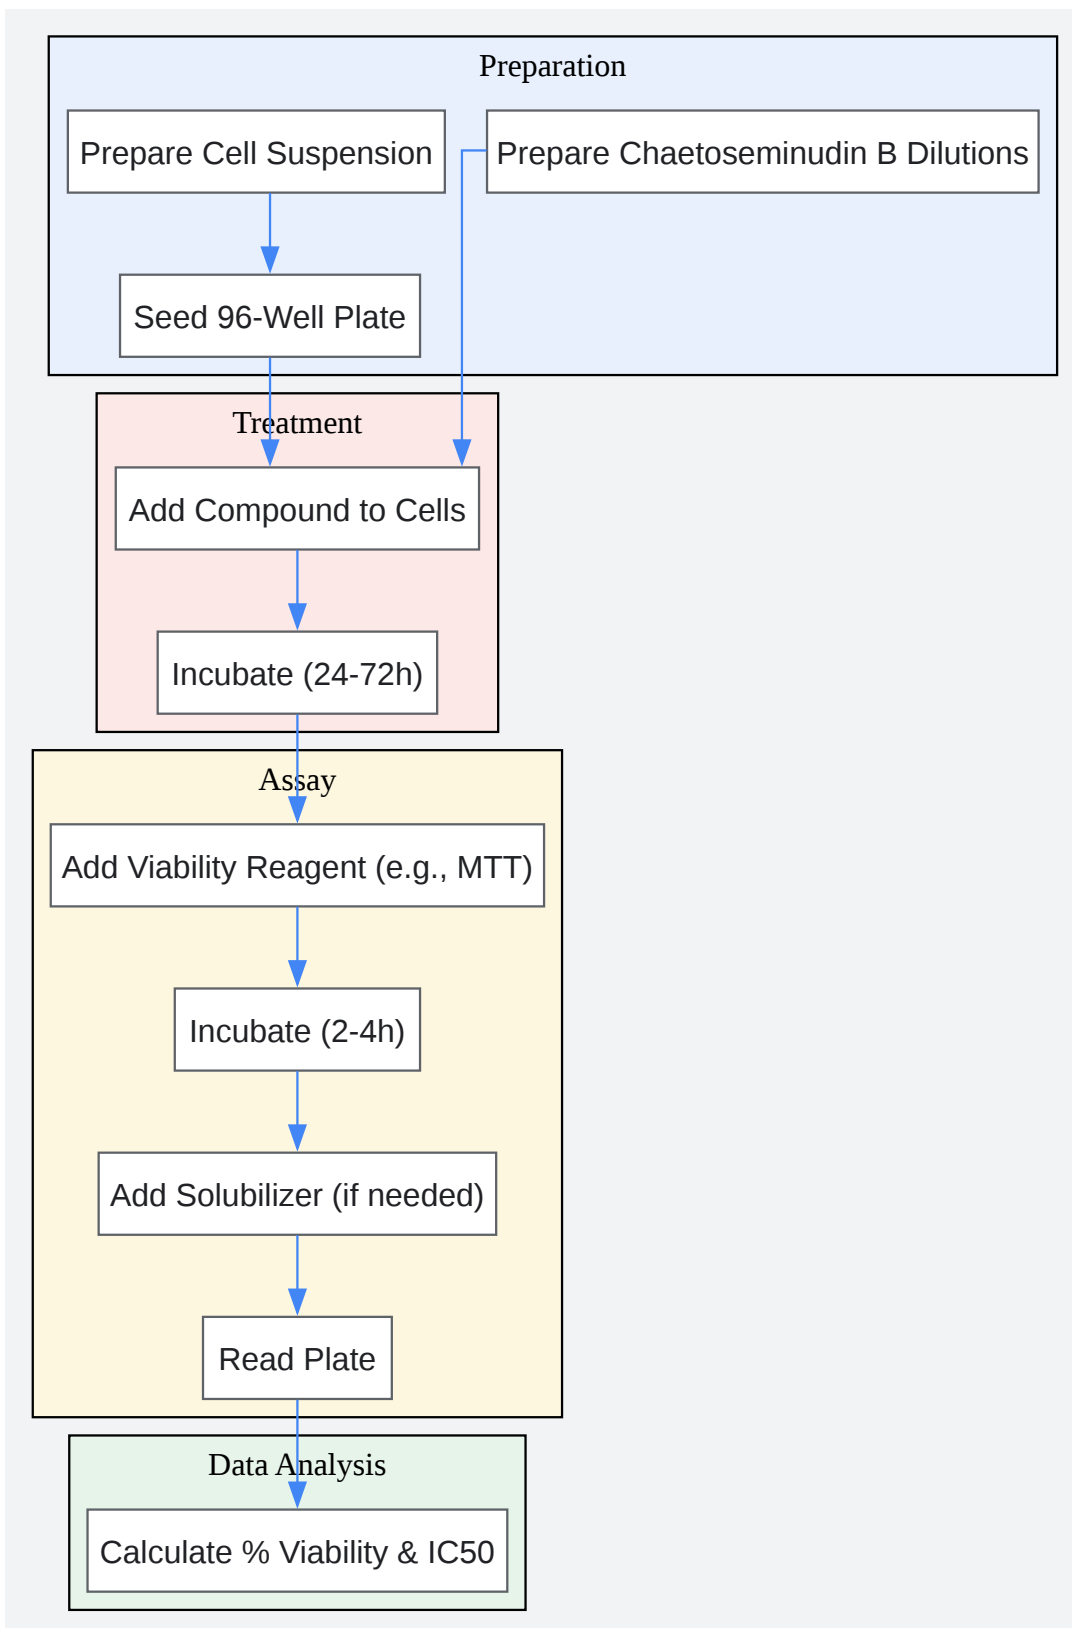 Preparation
Prepare Cell Suspension
Prepare Chaetoseminudin B Dilutions
Seed 96-Well Plate
Treatment
Add Compound to Cells
Incubate (24-72h)
Assay
Add Viability Reagent (e.g., MTT)
Incubate (2-4h)
Add Solubilizer (if needed)
Read Plate
Data Analysis
Calculate % Viability & IC50